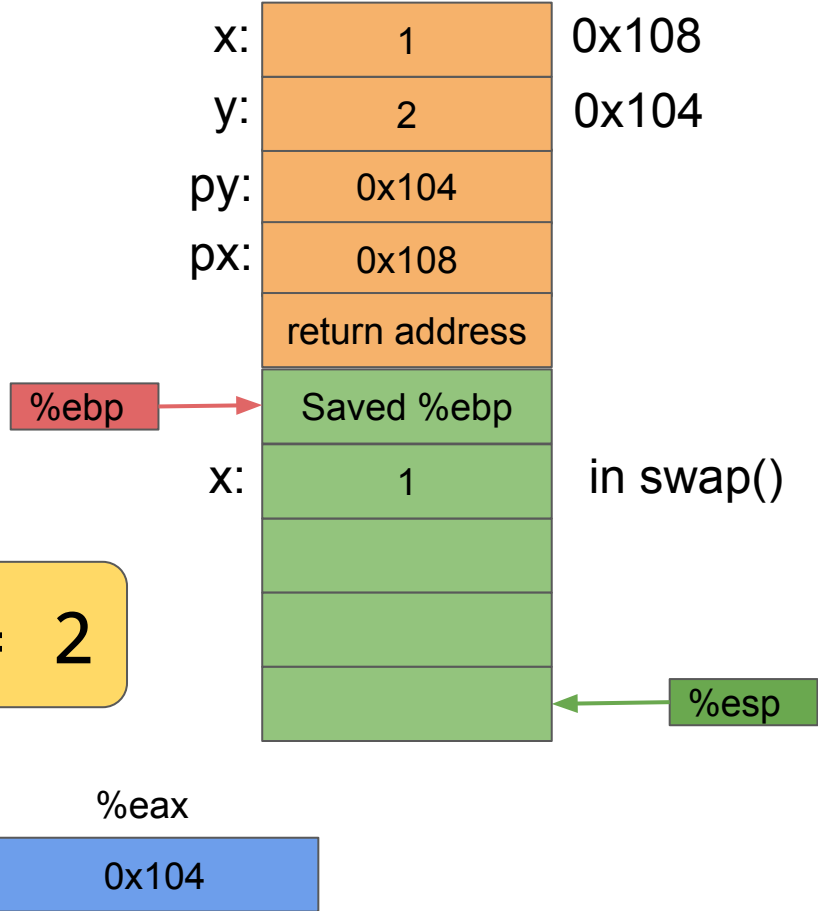 x: 1 0x108
y: 2 0x104
py: 0x104
px: 0x108
return address
%ebp Saved %ebp
x: 1 in swap()
= 2
%esp
%eax
0x104